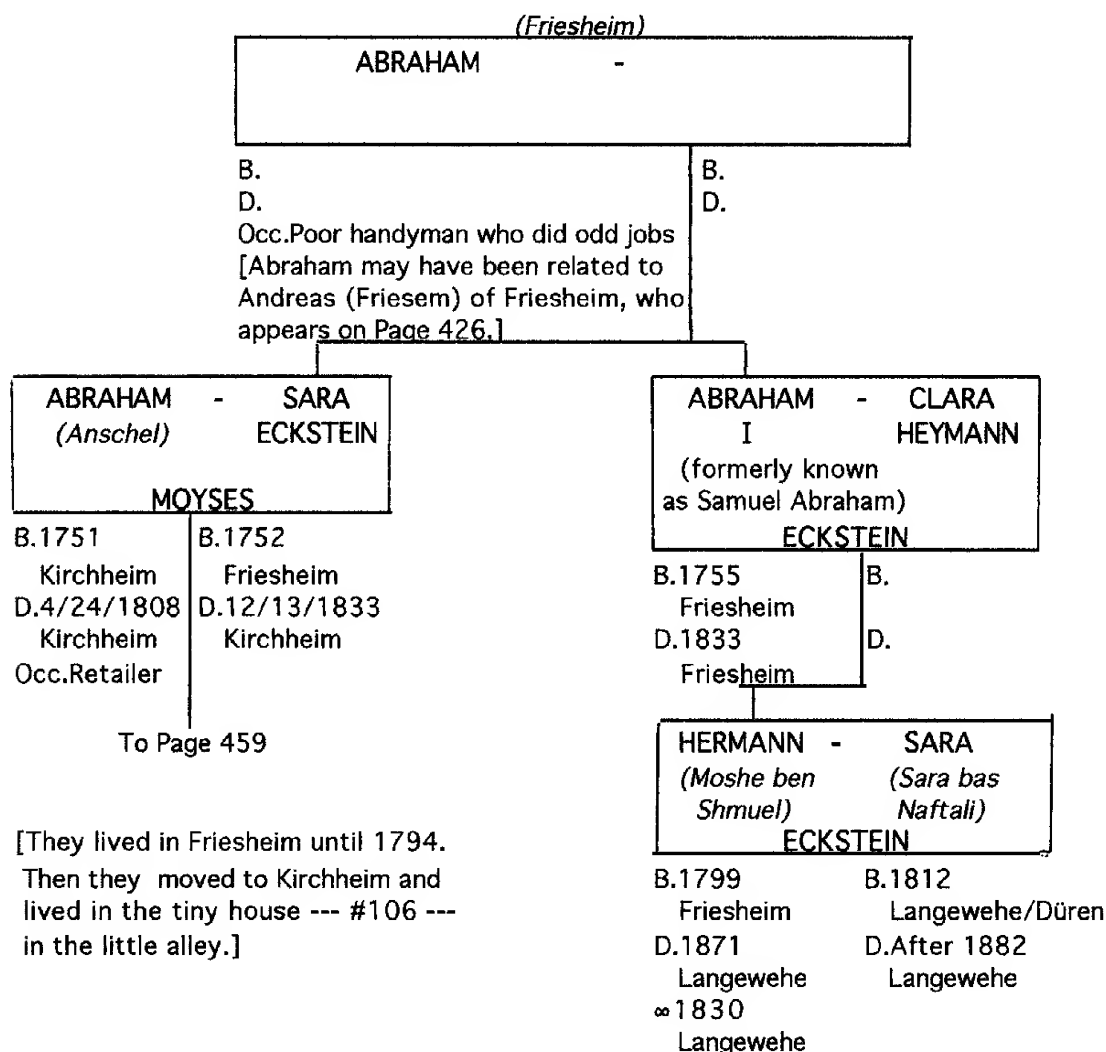 (Friesheim)
ABRAHAM -
B. B.
D. D.
Occ.Poor handyman who did odd jobs
[Abraham may have been related to
Andreas (Friesem) of Friesheim, who
appears on Page 426.]
ABRAHAM - SARA
(Anschel) ECKSTEIN
MOYSES
B.1751 B.1752
Kirchheim Friesheim
D.4/24/1808 D.12/13/1833
Kirchheim Kirchheim
Occ.Retailer
To Page 459
[They lived in Friesheim until 1794.
Then they moved to Kirchheim and
lived in the tiny house --- #106 ---
in the little alley.]
ABRAHAM - CLARA
I HEYMANN
(formerly known
as Samuel Abraham)
ECKSTEIN
B.1755 B.
Friesheim
D.1833 D.
Friesheim
HERMANN - SARA
(Moshe ben (Sara bas
Shmuel) Naftali)
ECKSTEIN
B.1799 B.1812
Friesheim Langewehe/Düren
D.1871 D.After 1882
Langewehe Langewehe
∞1830
Langewehe